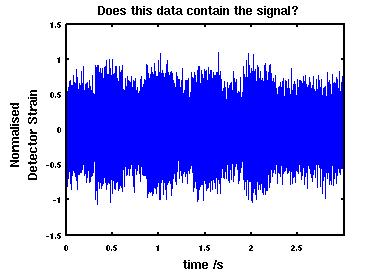 Does this data contain the signal?
1.5
1
0.5
0
-0.5
-1
-1.5
Normalised
Detector Strain
0 0.5 1 1.5 2 2.5
time /s